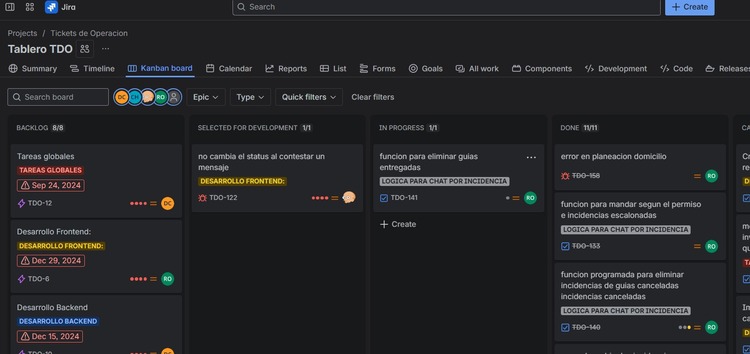 Jira
Search
+ Create
Projects / Tickets de Operacion
Tablero TDO
Summary
Timeline
Kanban board
Calendar
Reports
List
Forms
Goals
All work
Components
Development
Code
Releases
Search board
DC
RO
Epic
Type
Quick filters
Clear filters
BACKLOG 8/8
Tareas globales
TAREAS GLOBALES
Sep 24, 2024
TDO-12
DC
Desarrollo Frontend:
DESARROLLO FRONTEND:
Dec 29, 2024
TDO-6
RO
Desarrollo Backend
DESARROLLO BACKEND
Dec 15, 2024
SELECTED FOR DEVELOPMENT 1/1
no cambia el status al contestar un
mensaje
DESARROLLO FRONTEND:
TDO-122
IN PROGRESS 1/1
funcion para eliminar guias
entregadas
LOGICA PARA CHAT POR INCIDENCIA
TDO-141
RO
+ Create
DONE 11/11
error en planeacion domicilio
TDO-158
RO
funcion para mandar segun el permiso
e incidencias escalonadas
LOGICA PARA CHAT POR INCIDENCIA
TDO-133
RO
funcion programada para eliminar
incidencias de guias canceladas
incidencias canceladas
LOGICA PARA CHAT POR INCIDENCIA
TDO-140
RO